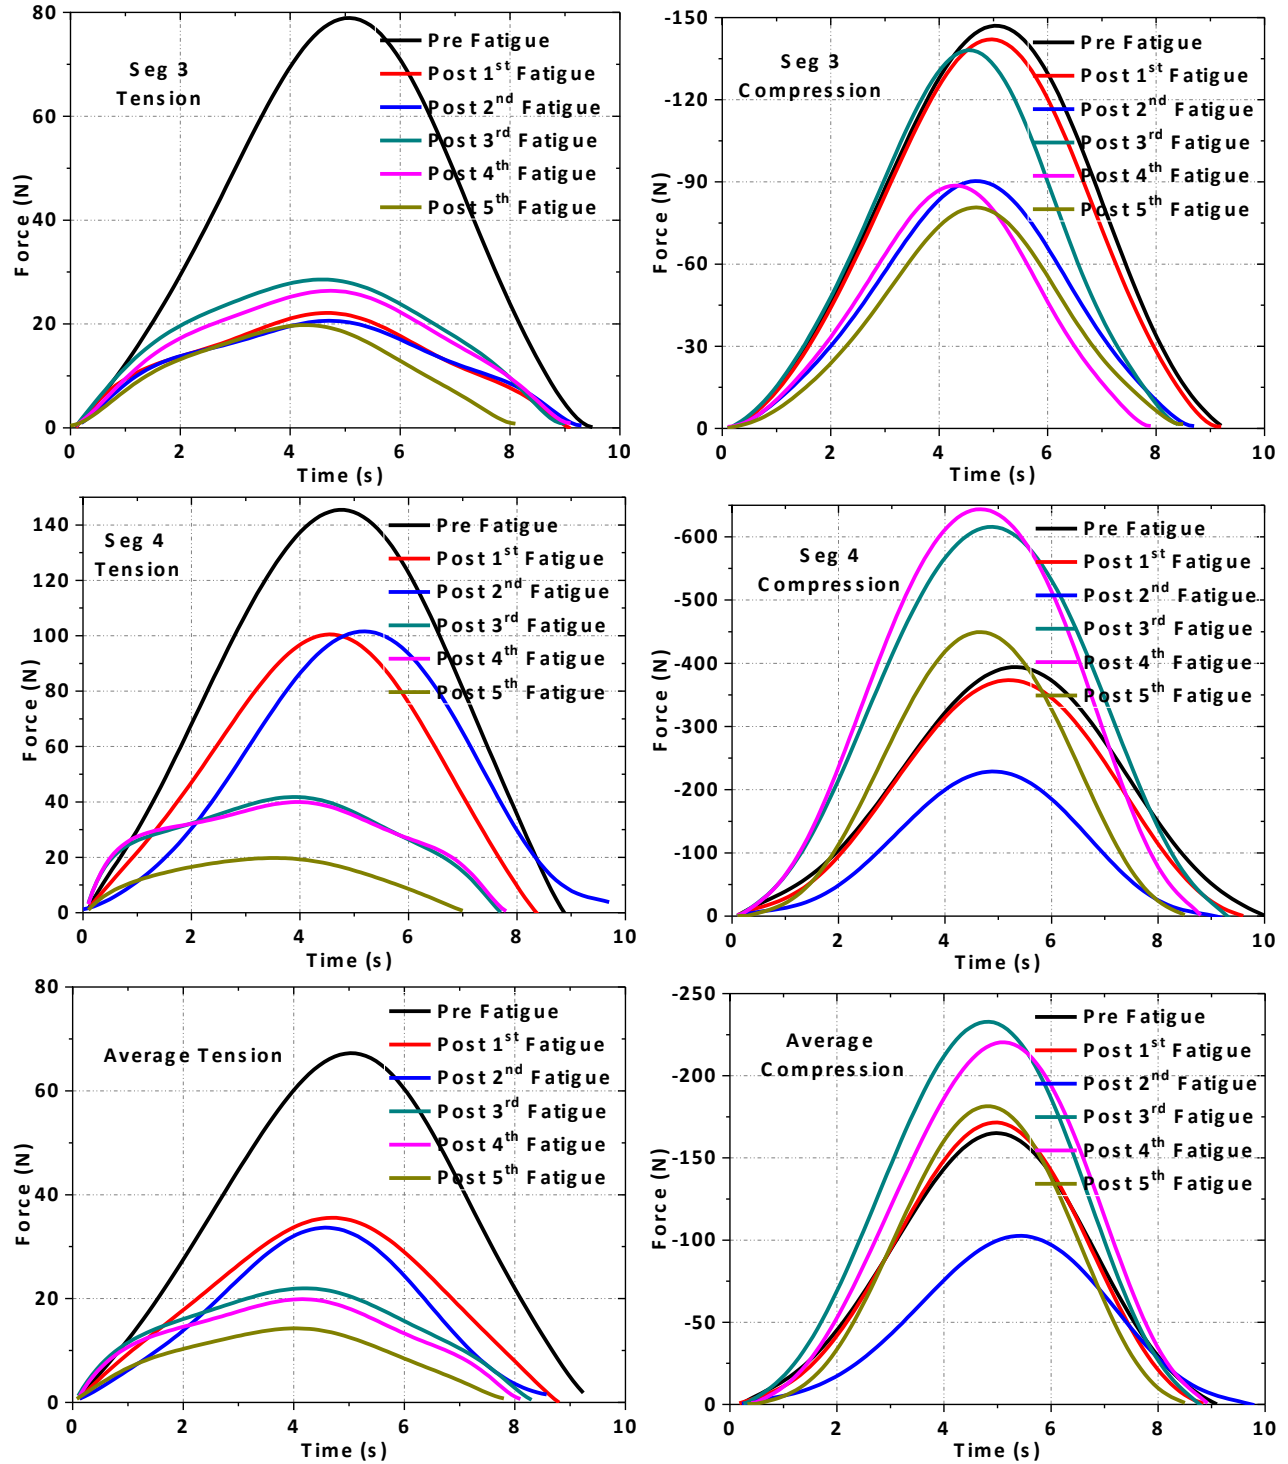 Seg 3
Tension
Pre Fatigue
Post 1st Fatigue
Post 2nd Fatigue
Post 3rd Fatigue
Post 4th Fatigue
Post 5th Fatigue
Force (N)
80
60
40
20
0
0 2 4 6 8 10
Time (s)
Seg 3
Compression
Pre Fatigue
Post 1st Fatigue
Post 2nd Fatigue
Post 3rd Fatigue
Post 4th Fatigue
Post 5th Fatigue
Force (N)
-150
-120
-90
-60
-30
0
0 2 4 6 8 10
Time (s)
Seg 4
Tension
Pre Fatigue
Post 1st Fatigue
Post 2nd Fatigue
Post 3rd Fatigue
Post 4th Fatigue
Post 5th Fatigue
Force (N)
140
120
100
80
60
40
20
0
0 2 4 6 8 10
Time (s)
Seg 4
Compression
Pre Fatigue
Post 1st Fatigue
Post 2nd Fatigue
Post 3rd Fatigue
Post 4th Fatigue
Post 5th Fatigue
Force (N)
-600
-500
-400
-300
-200
-100
0
0 2 4 6 8 10
Time (s)
Average Tension
Pre Fatigue
Post 1st Fatigue
Post 2nd Fatigue
Post 3rd Fatigue
Post 4th Fatigue
Post 5th Fatigue
Force (N)
80
60
40
20
0
0 2 4 6 8 10
Time (s)
Average
Compression
Pre Fatigue
Post 1st Fatigue
Post 2nd Fatigue
Post 3rd Fatigue
Post 4th Fatigue
Post 5th Fatigue
Force (N)
-250
-200
-150
-100
-50
0
0 2 4 6 8 10
Time (s)